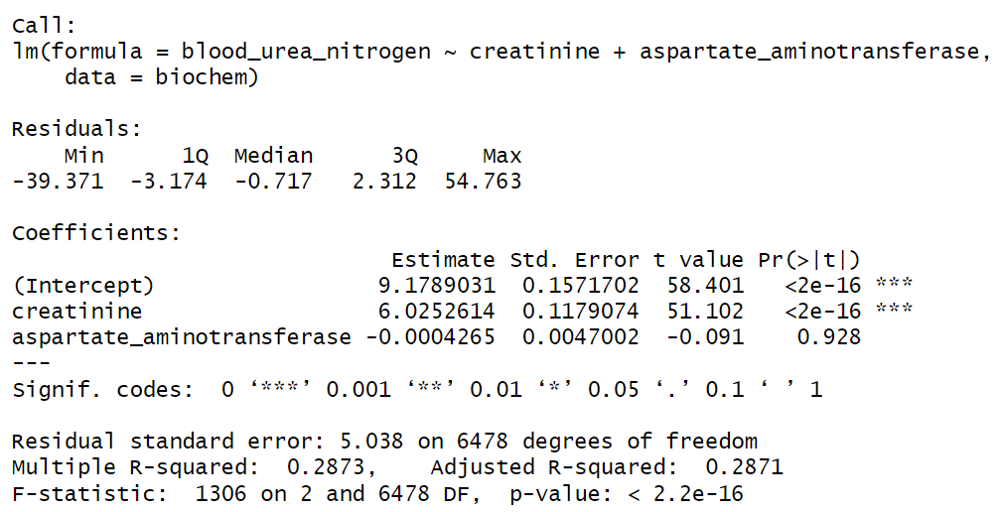 Call:
lm(formula = blood_urea_nitrogen ~ creatinine + aspartate_aminotransferase,
    data = biochem)

Residuals:
    Min      1Q  Median      3Q     Max
-39.371  -3.174  -0.717   2.312  54.763

Coefficients:
                             Estimate Std. Error t value Pr(>|t|)
(Intercept)                 9.1789031  0.1571702  58.401   <2e-16 ***
creatinine                  6.0252614  0.1179074  51.102   <2e-16 ***
aspartate_aminotransferase -0.0004265  0.0047002  -0.091    0.928
---
Signif. codes:  0 ‘***’ 0.001 ‘**’ 0.01 ‘*’ 0.05 ‘.’ 0.1 ‘ ’ 1

Residual standard error: 5.038 on 6478 degrees of freedom
Multiple R-squared:  0.2873,    Adjusted R-squared:  0.2871
F-statistic:  1306 on 2 and 6478 DF,  p-value: < 2.2e-16